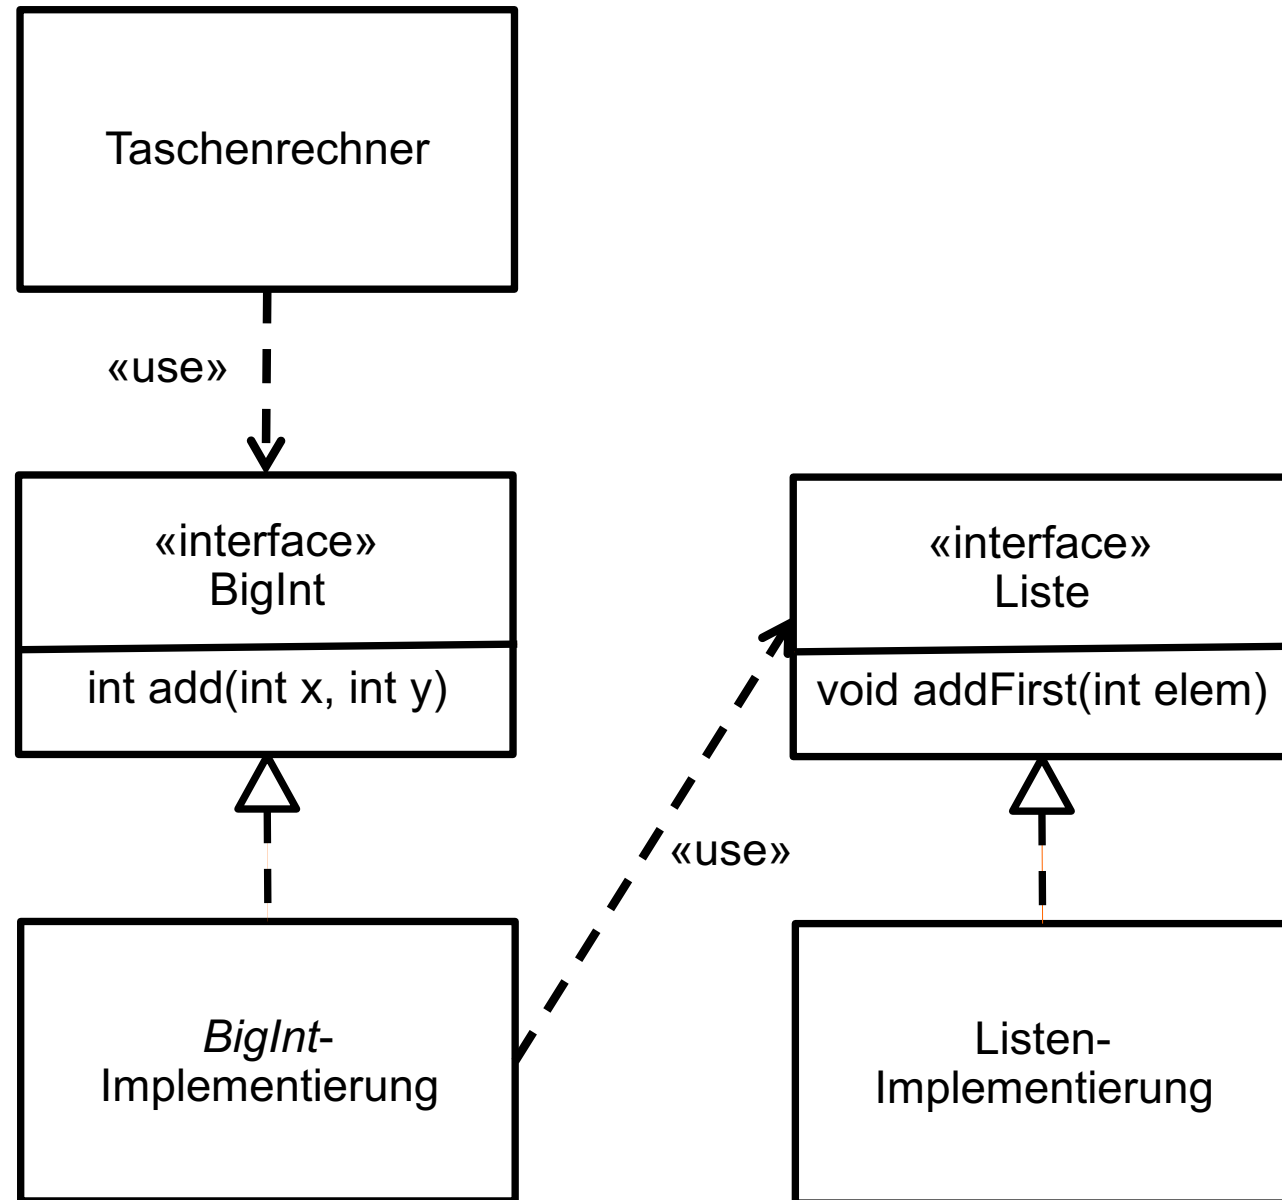 Taschenrechner
«use»
«interface»
BigInt
int add(int x, int y)
«interface»
Liste
void addFirst(int elem)
«use»
BigInt-
Implementierung
Listen-
Implementierung